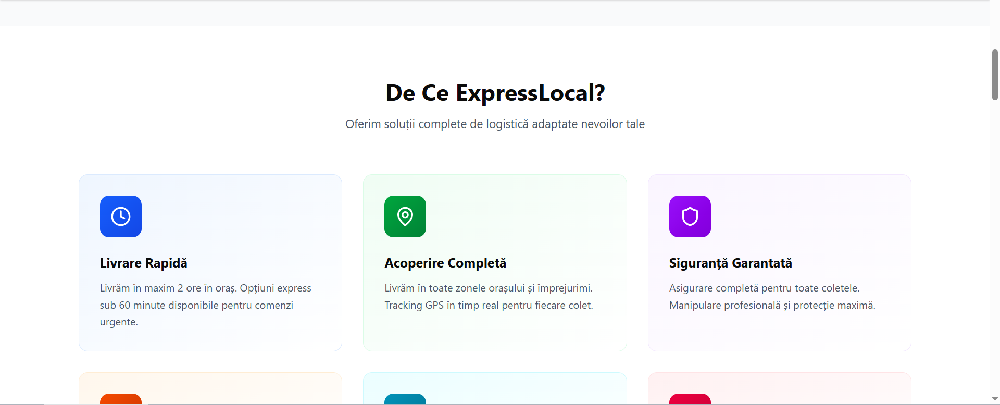 De Ce ExpressLocal?
Oferim soluții complete de logistică adaptate nevoilor tale
Livrare Rapidă
Livrăm în maxim 2 ore în oraș. Opțiuni express
sub 60 minute disponibile pentru comenzi
urgente.
Acoperire Completă
Livrăm în toate zonele orașului și împrejurimi.
Tracking GPS în timp real pentru fiecare colet.
Siguranță Garantată
Asigurare completă pentru toate coletele.
Manipulare profesională și protecție maximă.